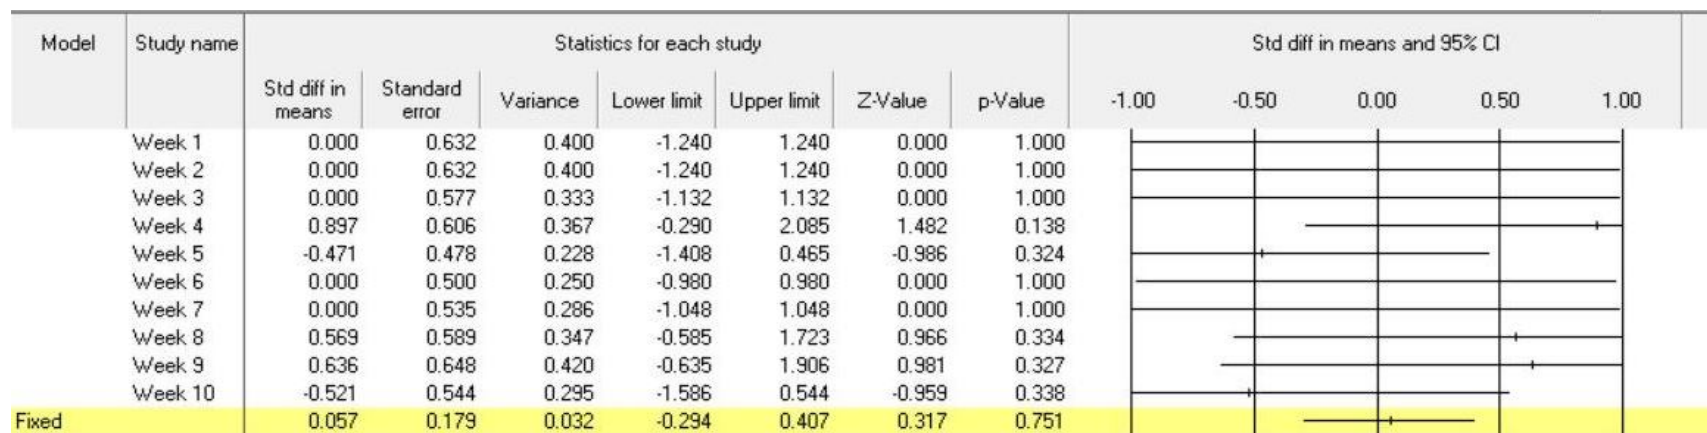 Model Study name Statistics for each study Std diff in means and 95% CI
Std diff in means Standard error Variance Lower limit Upper limit Z-Value p-Value -1.00 -0.50 0.00 0.50 1.00
Week 1 0.000 0.632 0.400 -1.240 1.240 0.000 1.000
Week 2 0.000 0.632 0.400 -1.240 1.240 0.000 1.000
Week 3 0.000 0.577 0.333 -1.132 1.132 0.000 1.000
Week 4 0.897 0.606 0.367 -0.290 2.085 1.482 0.138
Week 5 -0.471 0.478 0.228 -1.408 0.465 -0.986 0.324
Week 6 0.000 0.500 0.250 -0.980 0.980 0.000 1.000
Week 7 0.000 0.535 0.286 -1.048 1.048 0.000 1.000
Week 8 0.569 0.589 0.347 -0.585 1.723 0.966 0.334
Week 9 0.636 0.648 0.420 -0.635 1.906 0.981 0.327
Week 10 -0.521 0.544 0.295 -1.586 0.544 -0.959 0.338
Fixed 0.057 0.179 0.032 -0.294 0.407 0.317 0.751